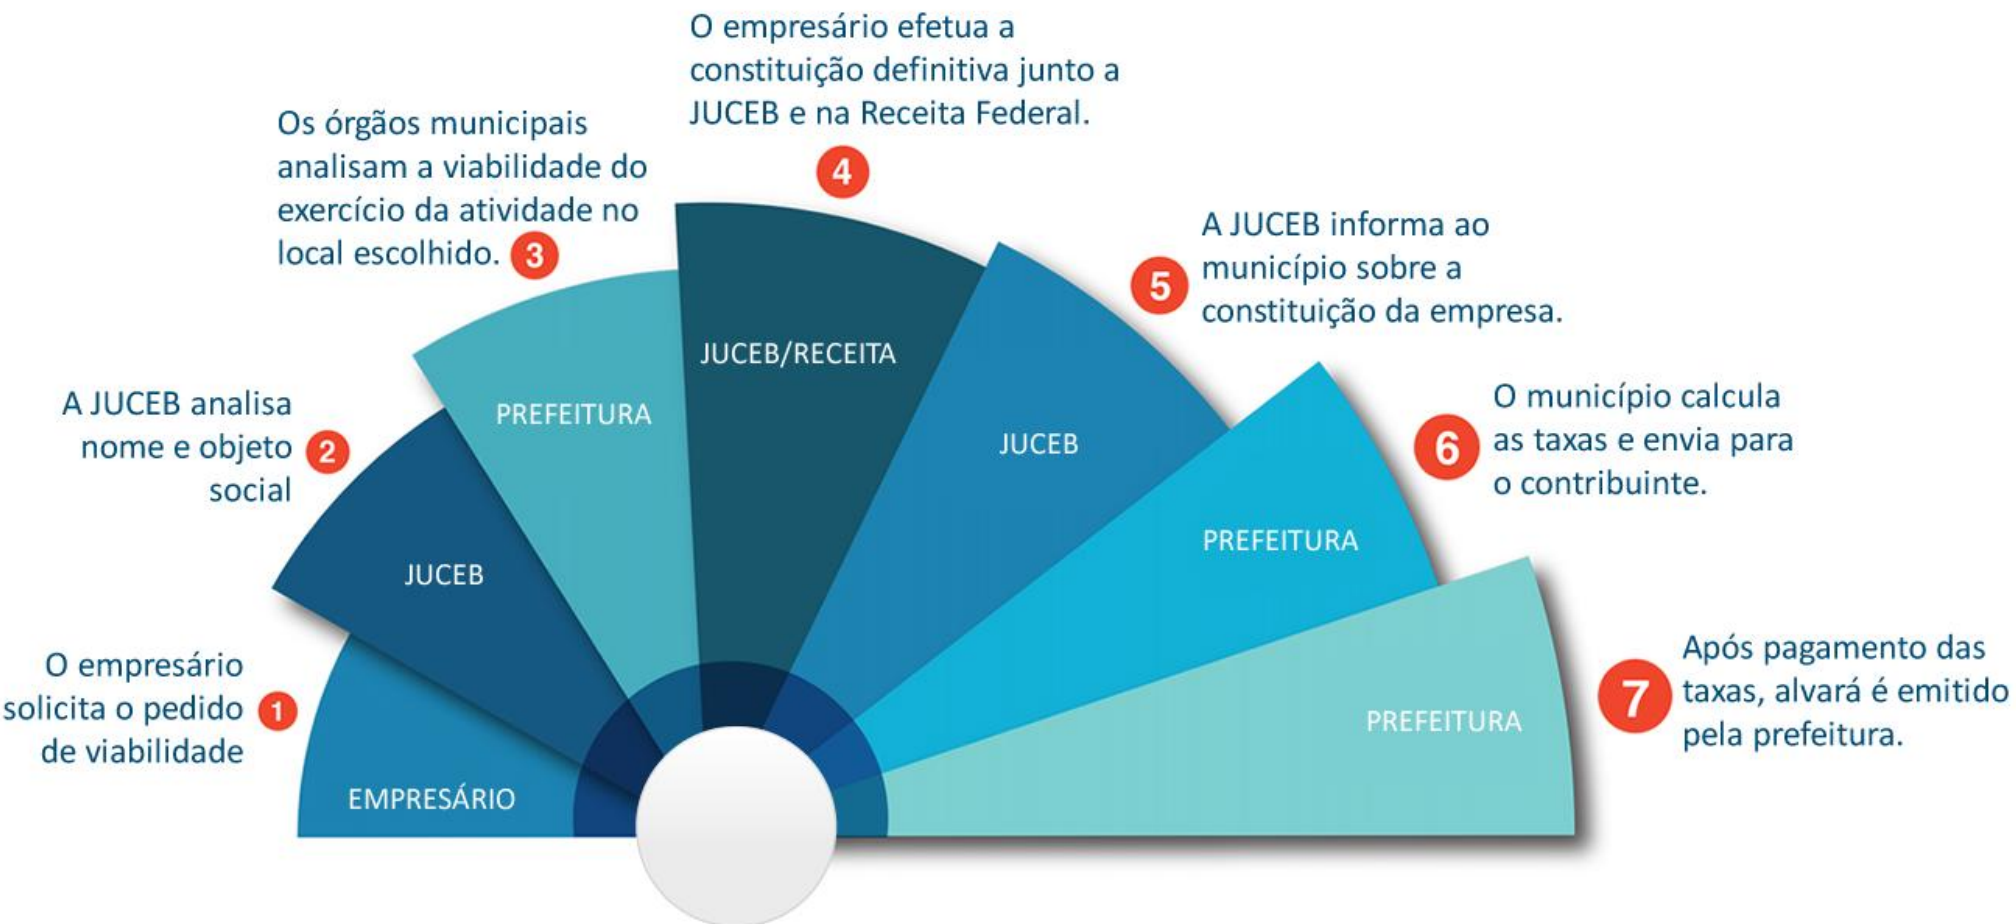 O empresário
solicita o pedido
de viabilidade
1
EMPRESÁRIO
A JUCEB analisa
nome e objeto
social
2
JUCEB
Os órgãos municipais
analisam a viabilidade do
exercício da atividade no
local escolhido.
3
PREFEITURA
O empresário efetua a
constituição definitiva junto a
JUCEB e na Receita Federal.
4
JUCEB/RECEITA
5
A JUCEB informa ao
município sobre a
constituição da empresa.
JUCEB
6
O município calcula
as taxas e envia para
o contribuinte.
PREFEITURA
7
Após pagamento das
taxas, alvará é emitido
pela prefeitura.
PREFEITURA